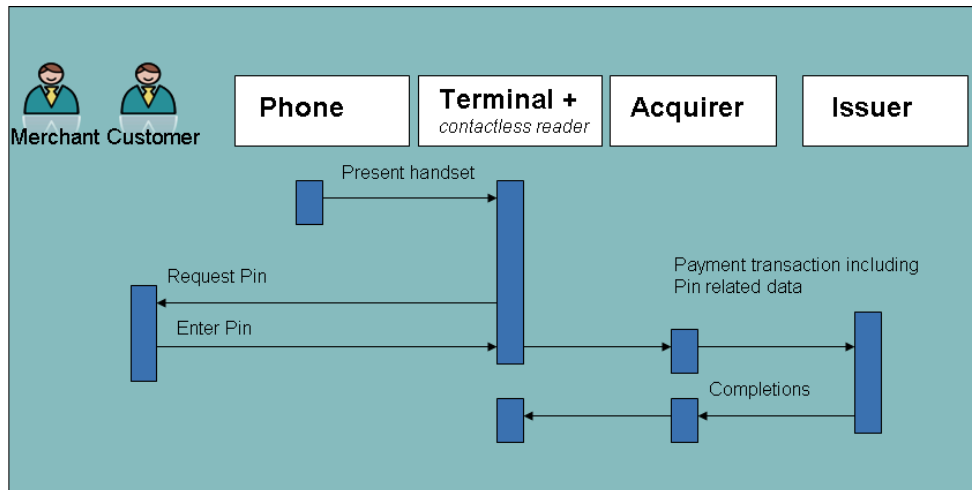 Merchant Customer
Phone
Terminal +
contactless reader
Acquirer
Issuer
Present handset
Request Pin
Payment transaction including
Pin related data
Enter Pin
Completions